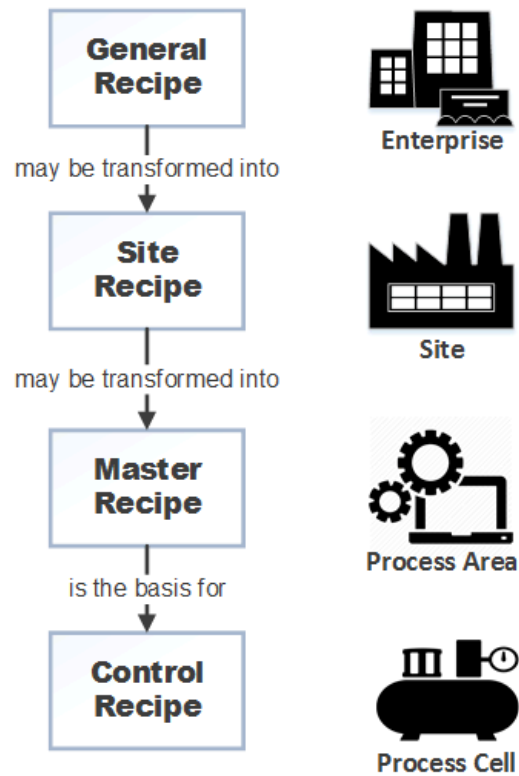 General
Recipe
Enterprise
may be transformed into
Site
Recipe
Site
may be transformed into
Master
Recipe
Process Area
is the basis for
Control
Recipe
Process Cell